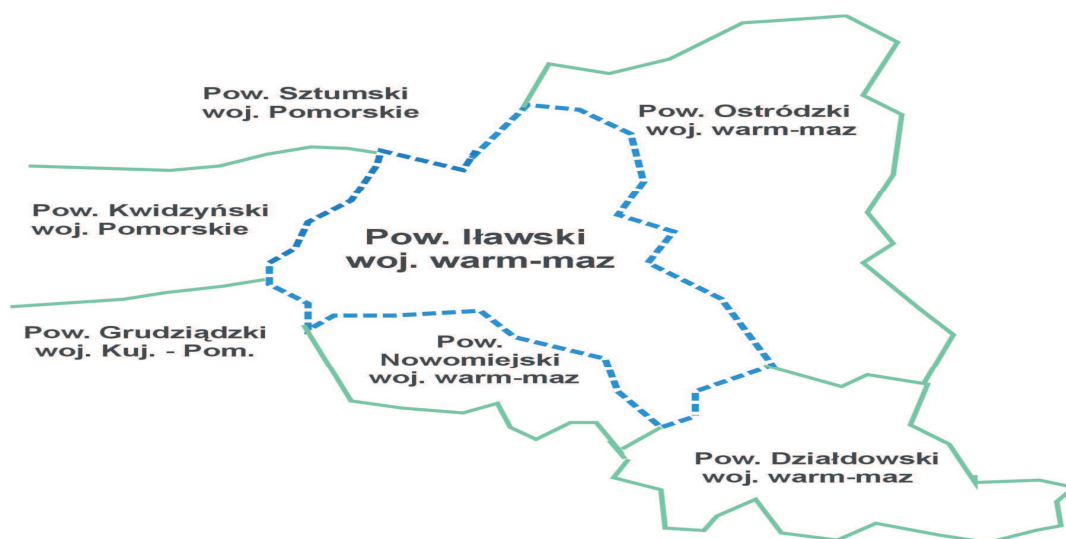 Pow. Sztumski
woj. Pomorskie
Pow. Ostródzki
woj. warm-maz
Pow. Kwidzyński
woj. Pomorskie
Pow. Iławski
woj. warm-maz
Pow. Grudziądzki
woj. Kuj. - Pom.
Pow.
Nowomiejski
woj. warm-maz
Pow. Działdowski
woj. warm-maz